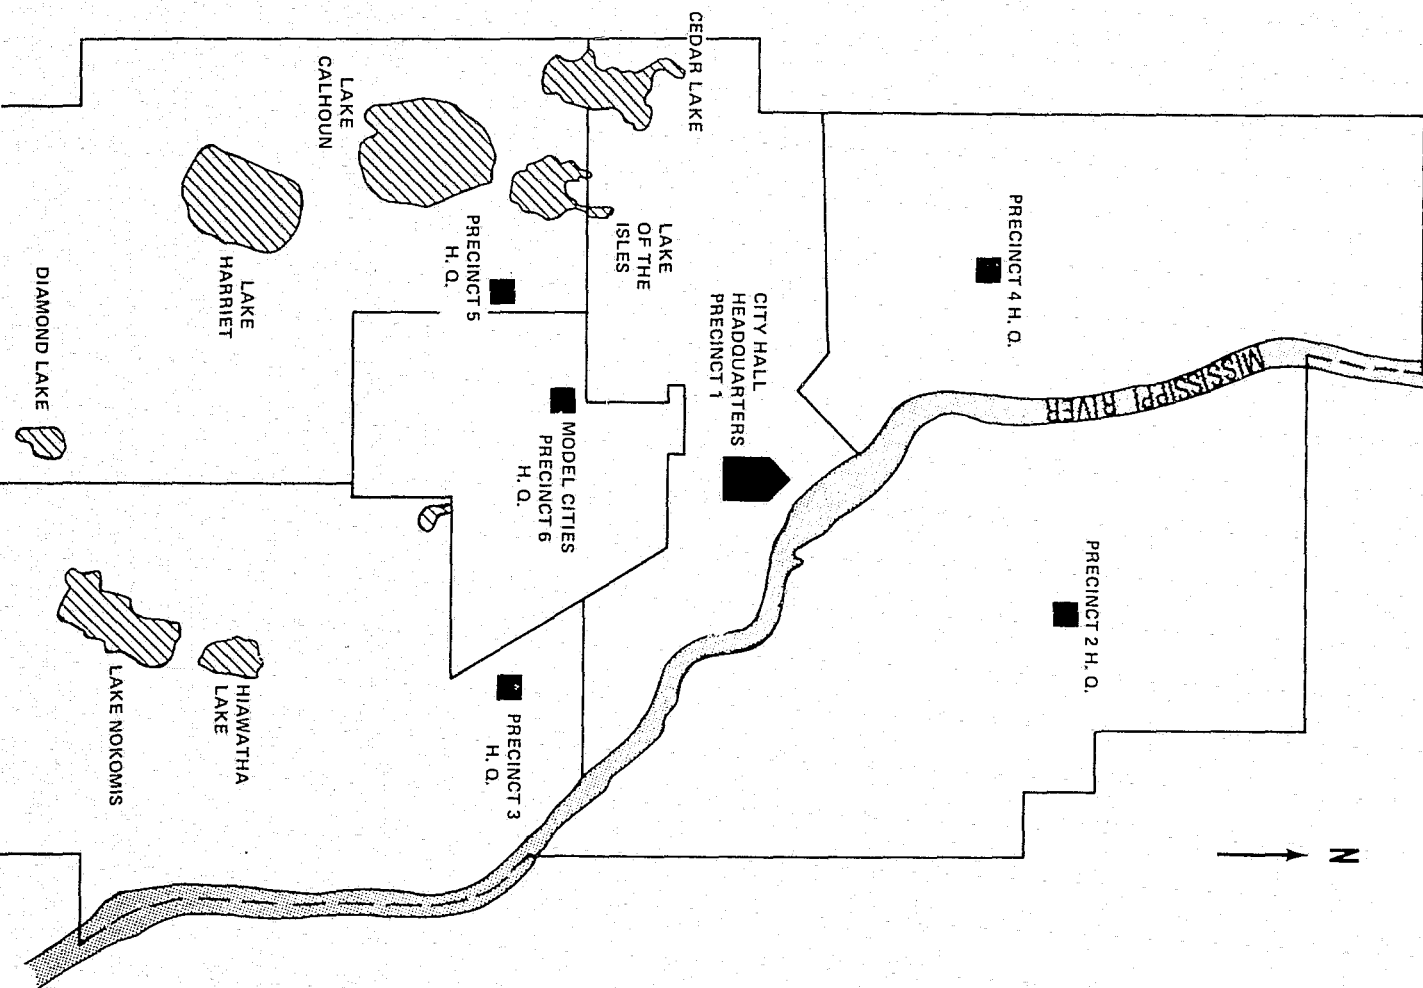 N
PRECINCT 4 H. Q.
MISSISSIPPI RIVER
PRECINCT 2 H. Q.
CITY HALL
HEADQUARTERS
PRECINCT 1
CEDAR LAKE
LAKE
OF THE
ISLES
MODEL CITIES
PRECINCT 6
H. Q.
PRECINCT 5
H. Q.
PRECINCT 3
H. Q.
LAKE
CALHOUN
LAKE
HARRIET
HIAWATHA
LAKE
LAKE NOKOMIS
DIAMOND LAKE